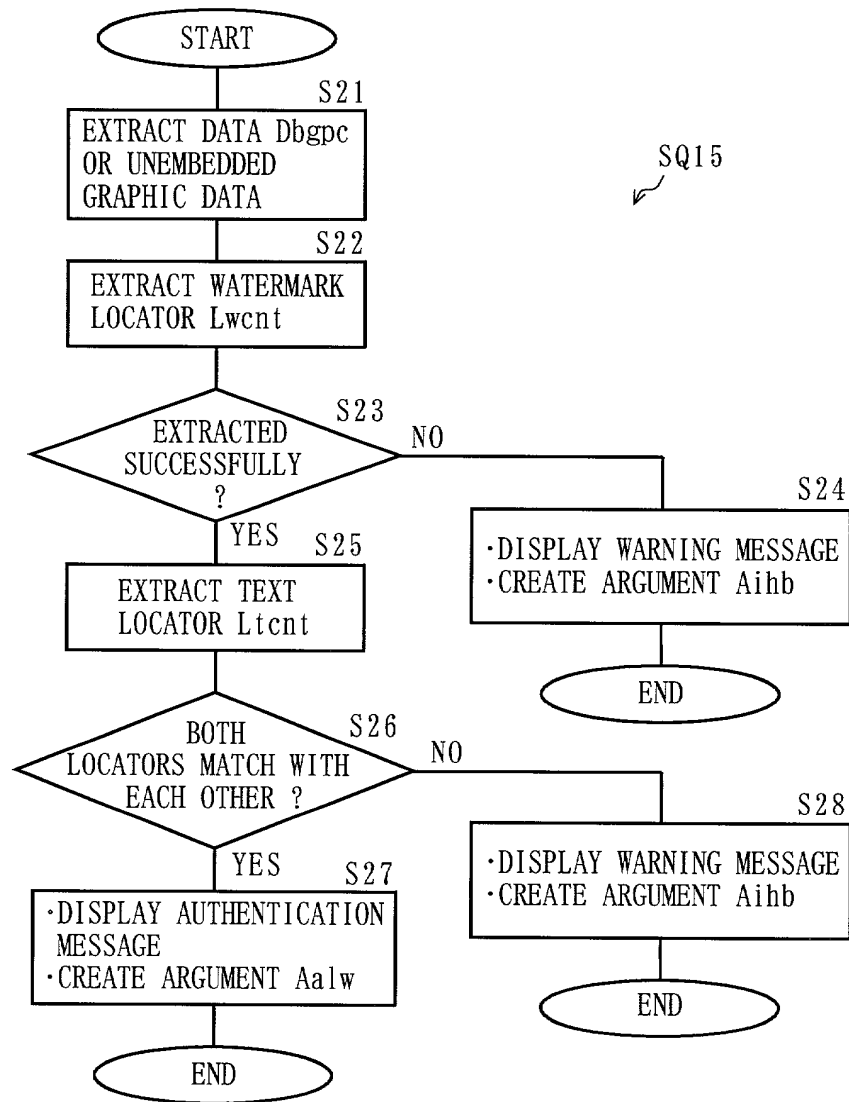 START
S21
EXTRACT DATA Dbgpc
OR UNEMBEDDED
GRAPHIC DATA
SQ15
S22
EXTRACT WATERMARK
LOCATOR Lwcnt
S23
EXTRACTED
SUCCESSFULLY
?
NO
YES
S24
·DISPLAY WARNING MESSAGE
·CREATE ARGUMENT Aihb
END
S25
EXTRACT TEXT
LOCATOR Ltcnt
S26
BOTH
LOCATORS MATCH WITH
EACH OTHER ?
NO
YES
S28
·DISPLAY WARNING MESSAGE
·CREATE ARGUMENT Aihb
END
S27
·DISPLAY AUTHENTICATION
MESSAGE
·CREATE ARGUMENT Aalw
END